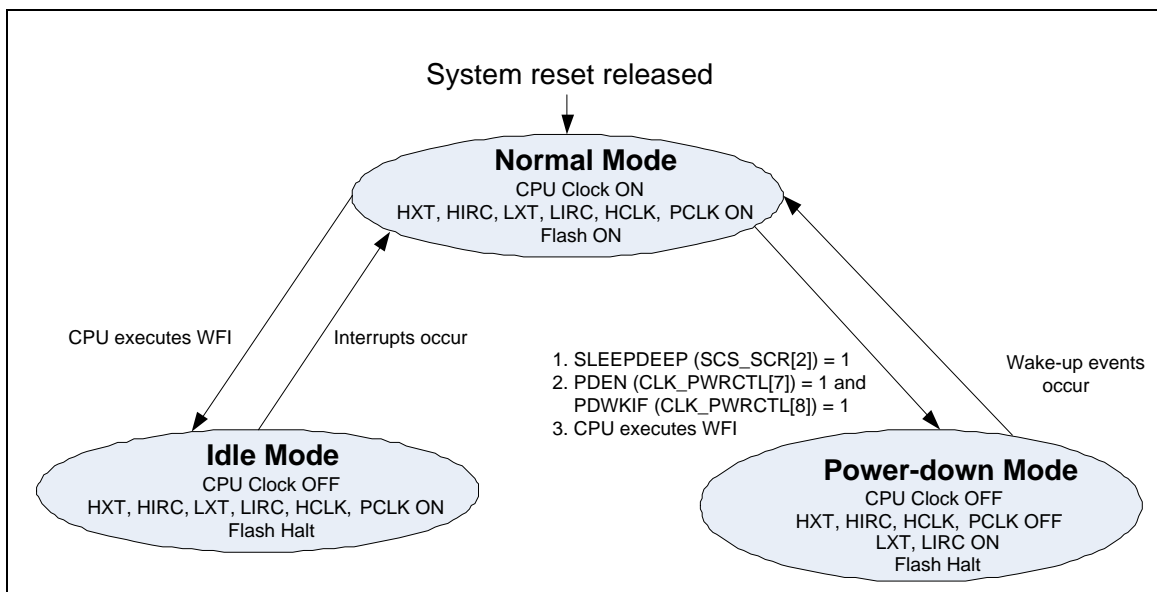 System reset released
Normal Mode
CPU Clock ON
HXT, HIRC, LXT, LIRC, HCLK, PCLK ON
Flash ON
CPU executes WFI
Interrupts occur
1. SLEEPDEEP (SCS_SCR[2]) = 1
2. PDEN (CLK_PWRCTL[7]) = 1 and
PDWKIF (CLK_PWRCTL[8]) = 1
3. CPU executes WFI
Wake-up events
occur
Idle Mode
CPU Clock OFF
HXT, HIRC, LXT, LIRC, HCLK, PCLK ON
Flash Halt
Power-down Mode
CPU Clock OFF
HXT, HIRC, HCLK, PCLK OFF
LXT, LIRC ON
Flash Halt